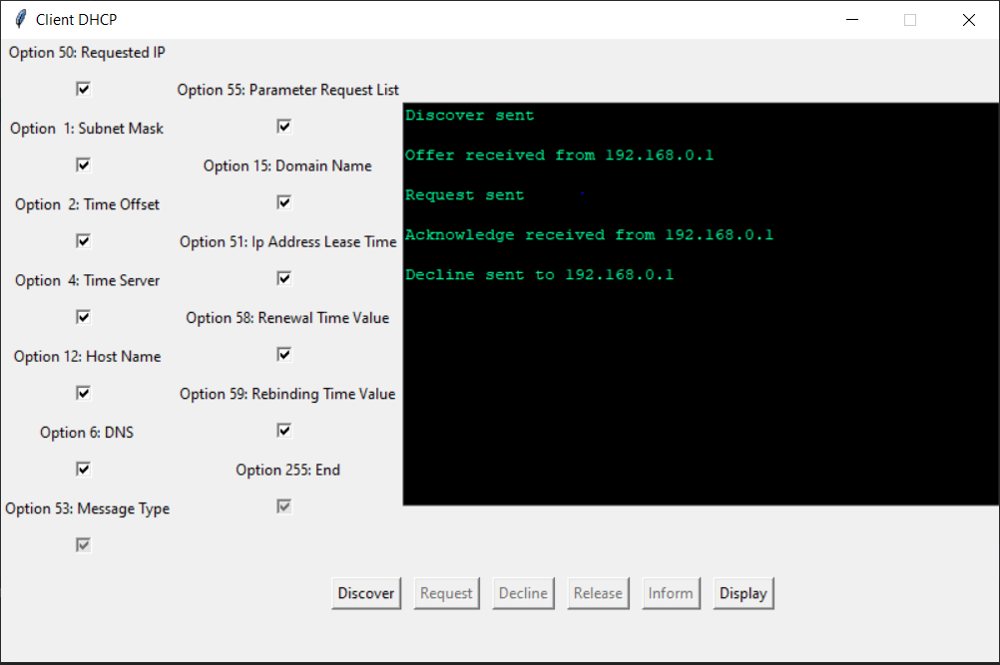 Client DHCP
Option 50: Requested IP
Option 55: Parameter Request List
Option  1: Subnet Mask
Option 15: Domain Name
Option  2: Time Offset
Option 51: Ip Address Lease Time
Option  4: Time Server
Option 58: Renewal Time Value
Option 12: Host Name
Option 59: Rebinding Time Value
Option 6: DNS
Option 255: End
Option 53: Message Type
Discover sent
Offer received from 192.168.0.1
Request sent
Acknowledge received from 192.168.0.1
Decline sent to 192.168.0.1
Discover Request Decline Release Inform Display